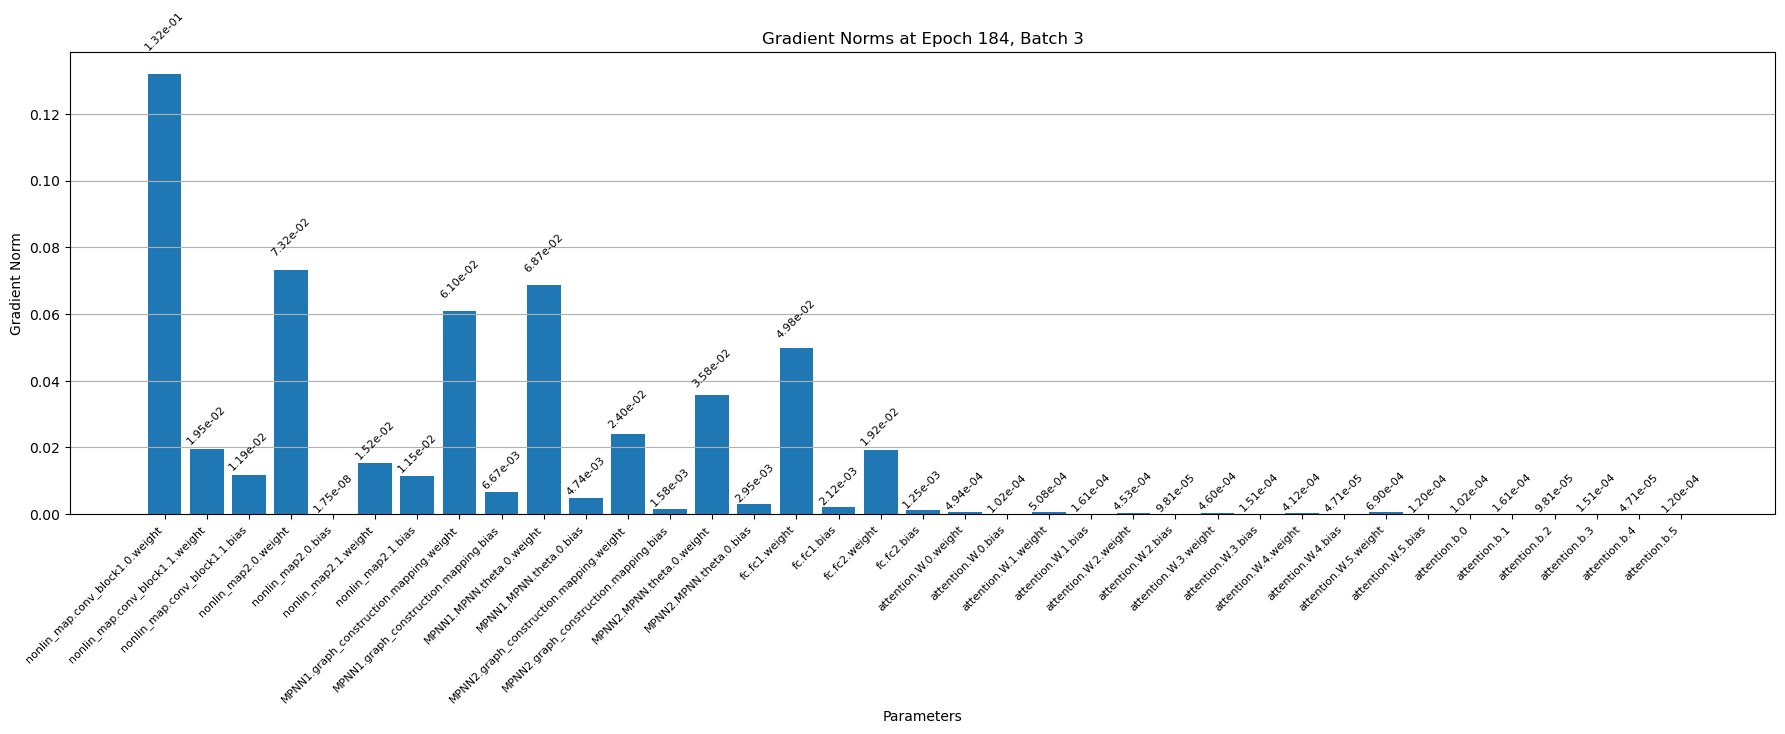 Gradient Norms at Epoch 184, Batch 3
Gradient Norm
0.12
0.10
0.08
0.06
0.04
0.02
0.00
1.32e-01
1.95e-02
1.19e-02
7.32e-02
1.75e-08
1.52e-02
1.15e-02
6.10e-02
6.67e-03
6.87e-02
4.74e-03
2.40e-02
1.58e-03
3.58e-02
2.95e-03
4.98e-02
2.12e-03
1.92e-02
1.25e-03
4.94e-04
1.02e-04
5.08e-04
1.61e-04
4.53e-04
9.81e-05
4.60e-04
1.51e-04
4.12e-04
4.71e-05
6.90e-04
1.20e-04
1.02e-04
1.61e-04
9.81e-05
1.51e-04
4.71e-05
1.20e-04
nonlin_map.conv_block1.0.weight
nonlin_map.conv_block1.1.weight
nonlin_map.conv_block1.1.bias
nonlin_map2.0.weight
nonlin_map2.0.bias
nonlin_map2.1.weight
nonlin_map2.1.bias
MPNN1.graph_construction.mapping.weight
MPNN1.graph_construction.mapping.bias
MPNN1.MPNN.theta.0.weight
MPNN1.MPNN.theta.0.bias
MPNN2.graph_construction.mapping.weight
MPNN2.graph_construction.mapping.bias
MPNN2.MPNN.theta.0.weight
MPNN2.MPNN.theta.0.bias
fc.fc1.weight
fc.fc1.bias
fc.fc2.weight
fc.fc2.bias
attention.W.0.weight
attention.W.0.bias
attention.W.1.weight
attention.W.1.bias
attention.W.2.weight
attention.W.2.bias
attention.W.3.weight
attention.W.3.bias
attention.W.4.weight
attention.W.4.bias
attention.W.5.weight
attention.W.5.bias
attention.b.0
attention.b.1
attention.b.2
attention.b.3
attention.b.4
attention.b.5
Parameters